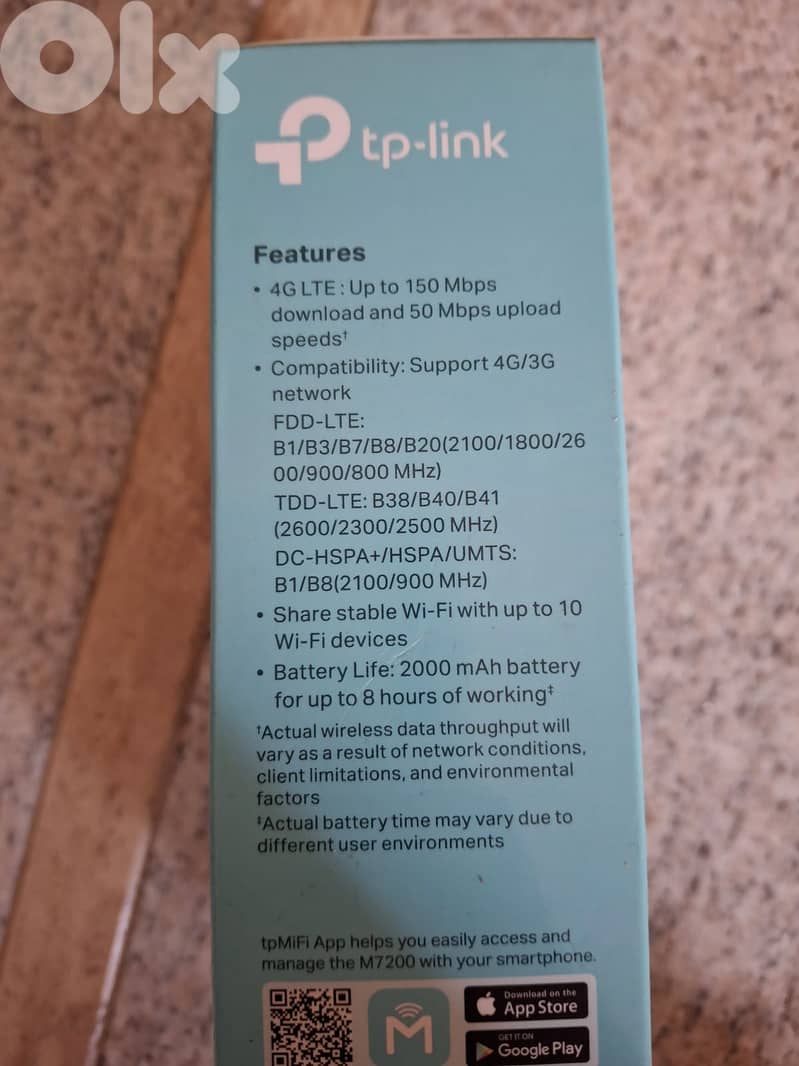 Olx
tp-link
Features
• 4G LTE : Up to 150 Mbps
download and 50 Mbps upload
speeds†
• Compatibility: Support 4G/3G
network
FDD-LTE:
B1/B3/B7/B8/B20(2100/1800/26
00/900/800 MHz)
TDD-LTE: B38/B40/B41
(2600/2300/2500 MHz)
DC-HSPA+/HSPA/UMTS:
B1/B8(2100/900 MHz)
• Share stable Wi-Fi with up to 10
Wi-Fi devices
• Battery Life: 2000 mAh battery
for up to 8 hours of working‡
†Actual wireless data throughput will
vary as a result of network conditions,
client limitations, and environmental
factors
‡Actual battery time may vary due to
different user environments
tpMiFi App helps you easily access and
manage the M7200 with your smartphone.
M
Download on the
App Store
GET IT ON
Google Play